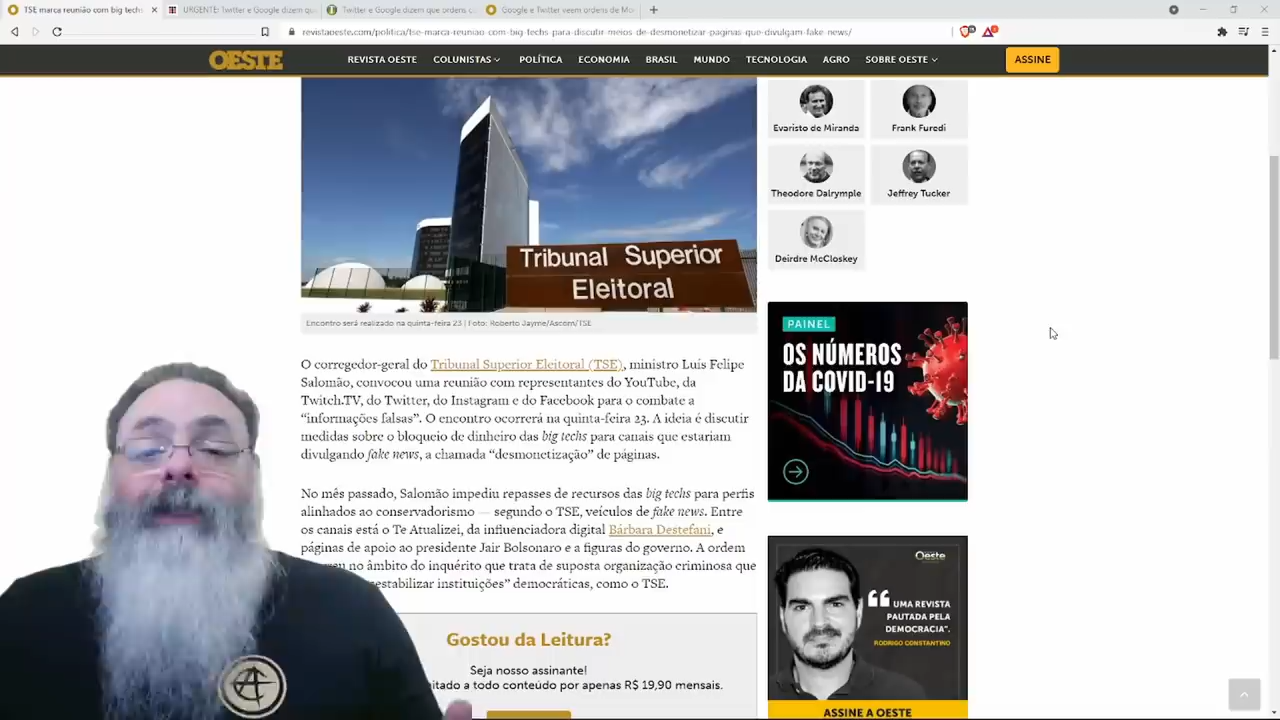 TSE marca reunião com big techs
URGENTE: Twitter e Google dizem qu
Twitter e Google dizem que ordens
Google e Twitter veem ordens de Mo
revistaoeste.com/politica/tse-marca-reuniao-com-big-techs-para-discutir-meios-de-desmonetizar-paginas-que-divulgam-fake-news/
OESTE
REVISTA OESTE COLUNISTAS POLÍTICA ECONOMIA BRASIL MUNDO TECNOLOGIA AGRO SOBRE OESTE
ASSINE
Tribunal Superior
Eleitoral
Encontro será realizado na quinta-feira 23 | Foto: Roberto Jayme/Ascom/TSE
O corregedor-geral do Tribunal Superior Eleitoral (TSE), ministro Luís Felipe
Salomão, convocou uma reunião com representantes do YouTube, da
Twitch.TV, do Twitter, do Instagram e do Facebook para o combate a
“informações falsas”. O encontro ocorrerá na quinta-feira 23. A ideia é discutir
medidas sobre o bloqueio de dinheiro das big techs para canais que estariam
divulgando fake news, a chamada “desmonetização” de páginas.
No mês passado, Salomão impediu repasses de recursos das big techs para perfis
alinhados ao conservadorismo — segundo o TSE, veículos de fake news. Entre
os canais está o Te Atualizei, da influenciadora digital Bárbara Destefani, e
páginas de apoio ao presidente Jair Bolsonaro e a figuras do governo. A ordem
no âmbito do inquérito que trata de suposta organização criminosa que
estabilizar instituições” democráticas, como o TSE.
Gostou da Leitura?
Seja nosso assinante!
itado a todo conteúdo por apenas R$ 19,90 mensais.
Evaristo de Miranda
Frank Furedi
Theodore Dalrymple
Jeffrey Tucker
Deirdre McCloskey
PAINEL
OS NÚMEROS
DA COVID-19
Oeste
“UMA REVISTA
PAUTADA PELA
DEMOCRACIA”.
RODRIGO CONSTANTINO
ASSINE A OESTE